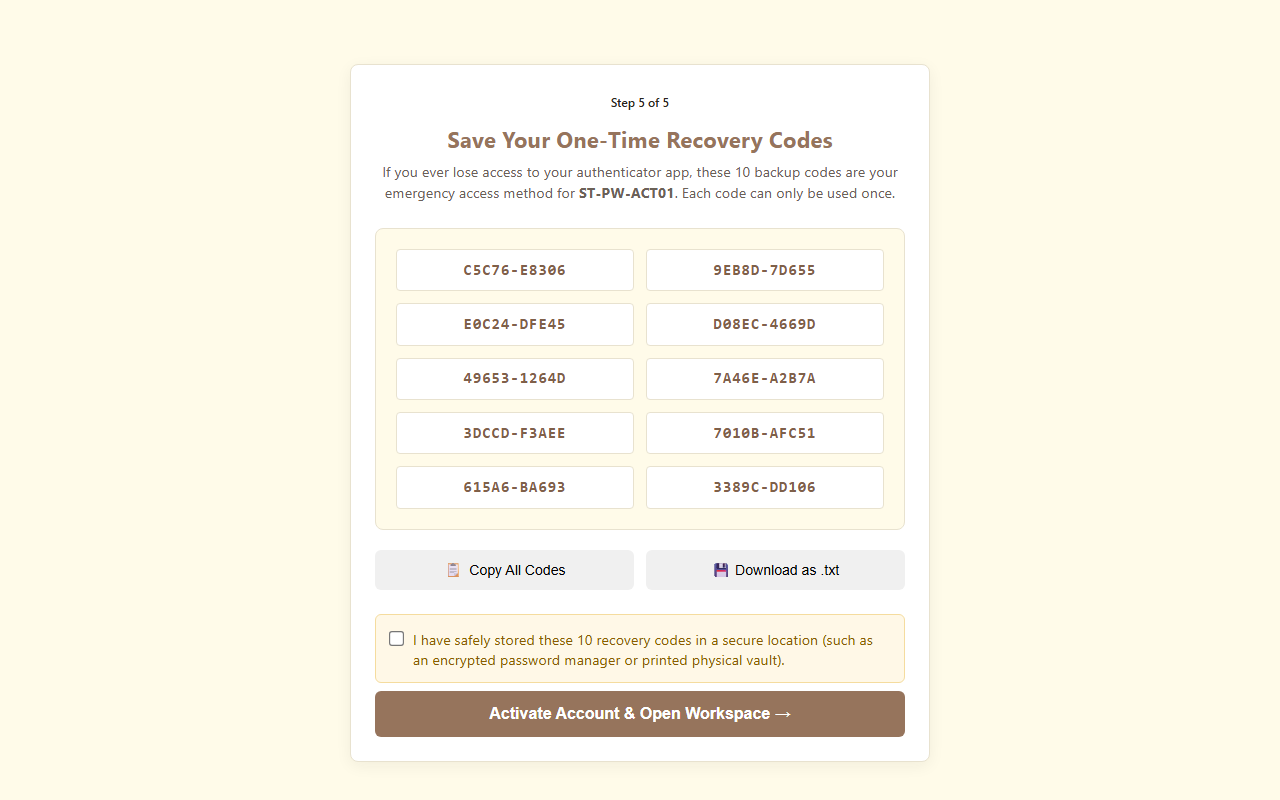 Step 5 of 5
Save Your One-Time Recovery Codes
If you ever lose access to your authenticator app, these 10 backup codes are your
emergency access method for ST-PW-ACT01. Each code can only be used once.
C5C76-E8306
9EB8D-7D655
E0C24-DFE45
D08EC-4669D
49653-1264D
7A46E-A2B7A
3DCCD-F3AEE
7010B-AFC51
615A6-BA693
3389C-DD106
📋 Copy All Codes
💾 Download as .txt
I have safely stored these 10 recovery codes in a secure location (such as
an encrypted password manager or printed physical vault).
Activate Account & Open Workspace →